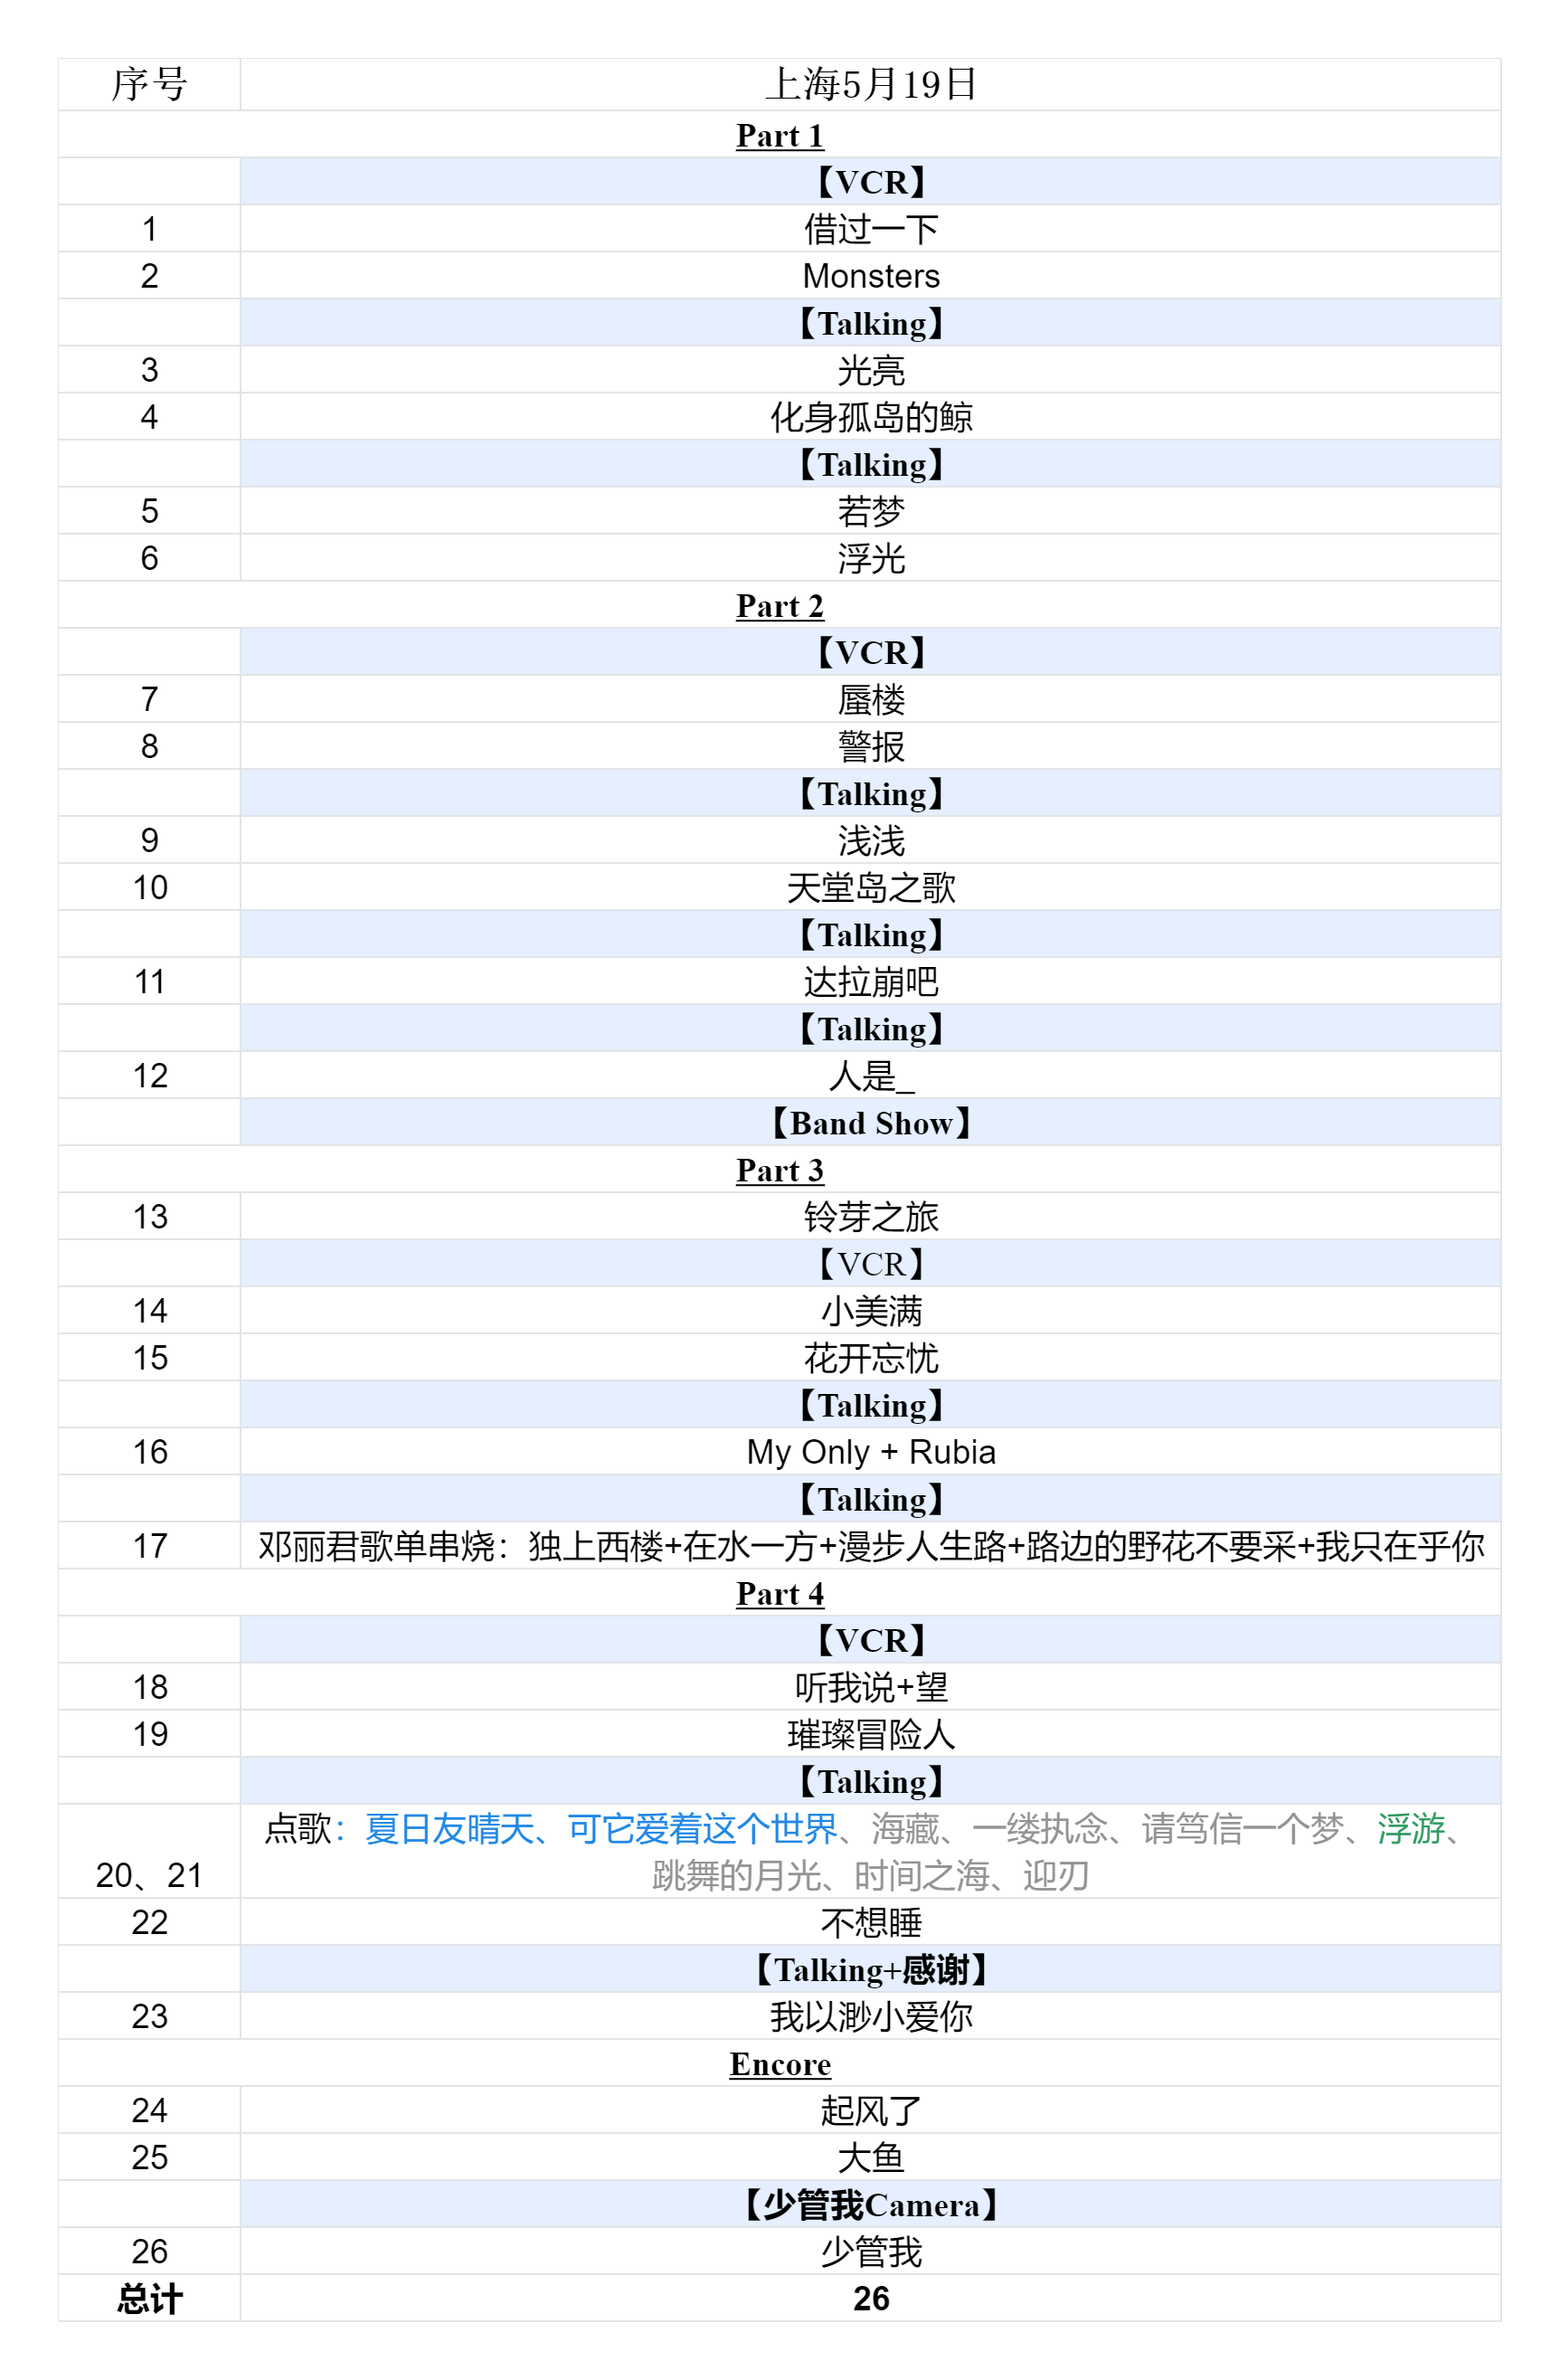 序号 上海5月19日
Part 1
【VCR】
1 借过一下
2 Monsters
【Talking】
3 光亮
4 化身孤岛的鲸
【Talking】
5 若梦
6 浮光
Part 2
【VCR】
7 蜃楼
8 警报
【Talking】
9 浅浅
10 天堂岛之歌
【Talking】
11 达拉崩吧
【Talking】
12 人是_
【Band Show】
Part 3
13 铃芽之旅
【VCR】
14 小美满
15 花开忘忧
【Talking】
16 My Only + Rubia
【Talking】
17 邓丽君歌单串烧：独上西楼+在水一方+漫步人生路+路边的野花不要采+我只在乎你
Part 4
【VCR】
18 听我说+望
19 璀璨冒险人
【Talking】
点歌：夏日友晴天、可它爱着这个世界、海藏、一缕执念、请笃信一个梦、浮游、
20、21 跳舞的月光、时间之海、迎刃
22 不想睡
【Talking+感谢】
23 我以渺小爱你
Encore
24 起风了
25 大鱼
【少管我Camera】
26 少管我
总计 26